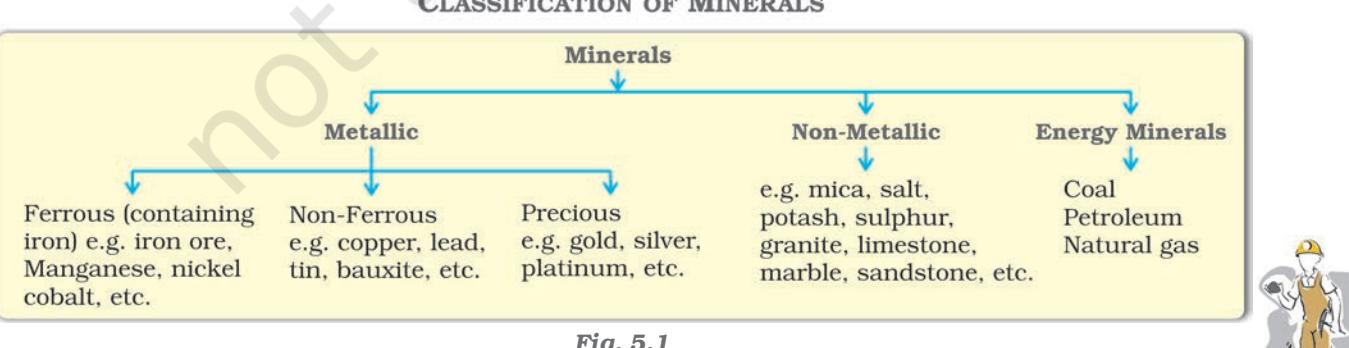 CLASSIFICATION OF MINERALS
not
Minerals
Metallic
Non-Metallic
Energy Minerals
Ferrous (containing
iron) e.g. iron ore,
Manganese, nickel
cobalt, etc.
Non-Ferrous
e.g. copper, lead,
tin, bauxite, etc.
Precious
e.g. gold, silver,
platinum, etc.
e.g. mica, salt,
potash, sulphur,
granite, limestone,
marble, sandstone, etc.
Coal
Petroleum
Natural gas
Fig. 5.1